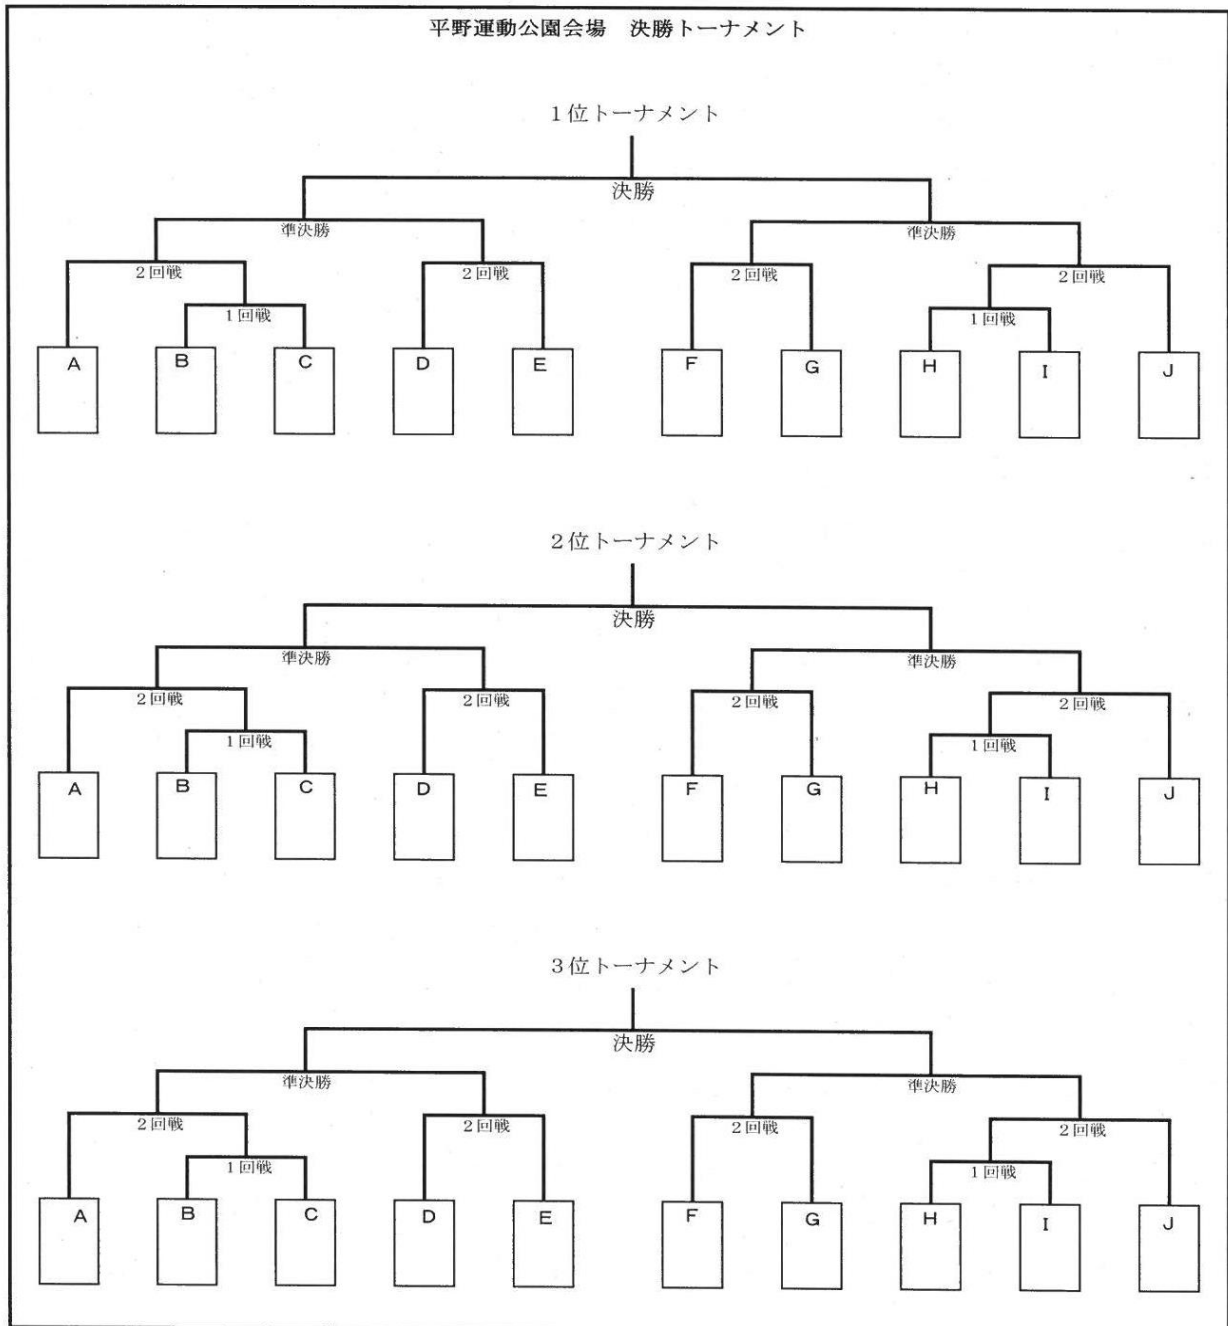 平野運動公園会場　決勝トーナメント
１位トーナメント
決勝
準決勝 準決勝
２回戦 ２回戦 ２回戦 ２回戦
１回戦 １回戦
A B C D E F G H I J
２位トーナメント
決勝
準決勝 準決勝
２回戦 ２回戦 ２回戦 ２回戦
１回戦 １回戦
A B C D E F G H I J
３位トーナメント
決勝
準決勝 準決勝
２回戦 ２回戦 ２回戦 ２回戦
１回戦 １回戦
A B C D E F G H I J